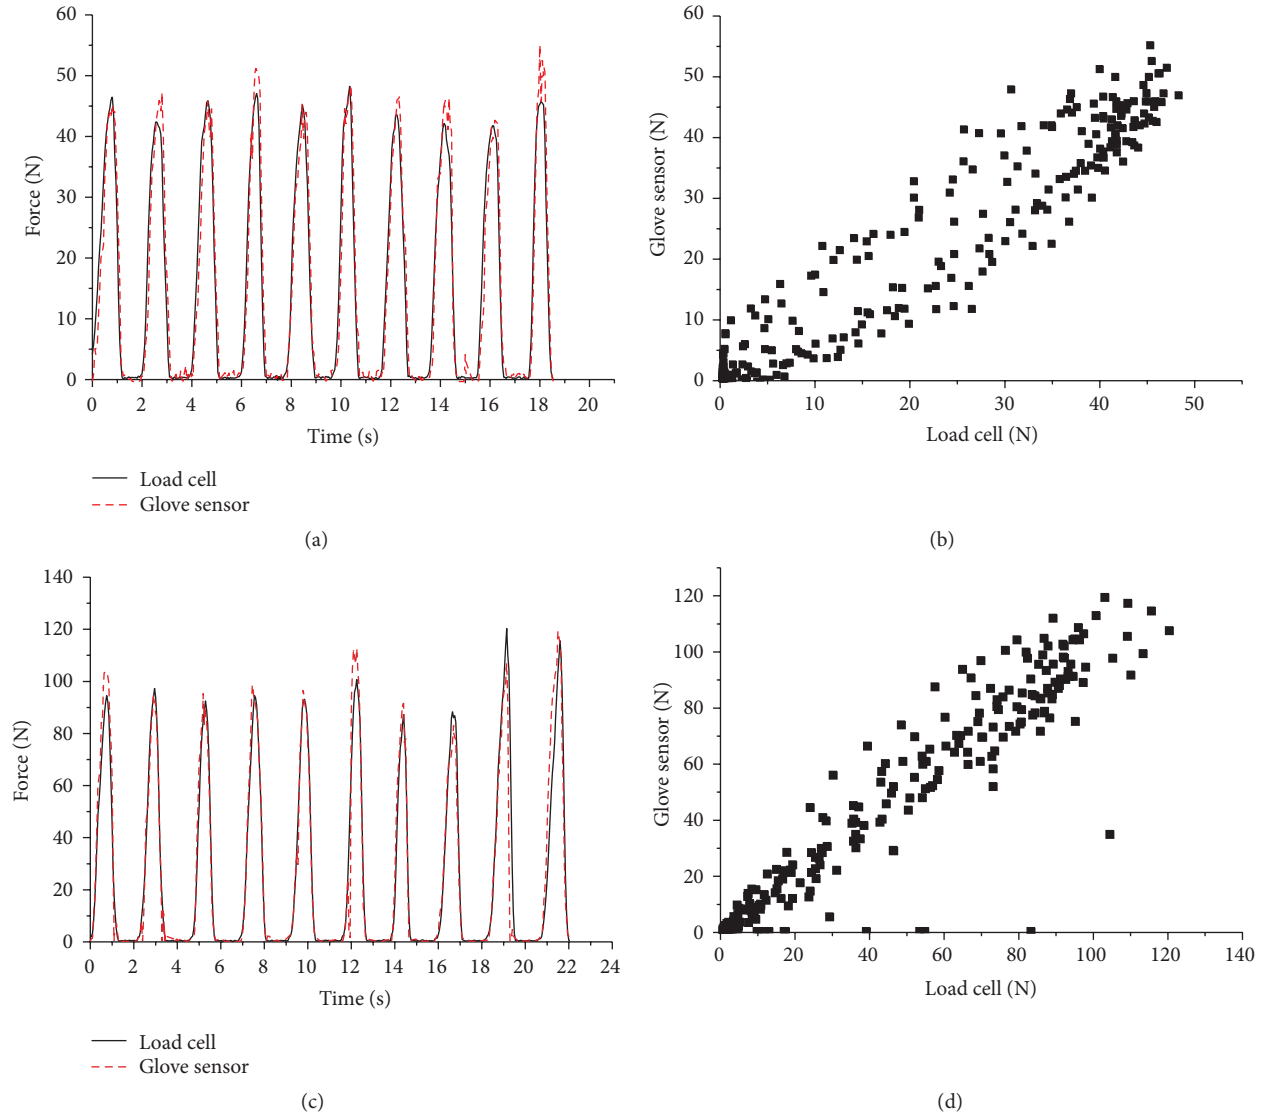 60
50
40
30
20
10
0
Force (N)
0 2 4 6 8 10 12 14 16 18 20
Time (s)
Load cell
Glove sensor
(a)
60
50
40
30
20
10
0
Glove sensor (N)
0 10 20 30 40 50
Load cell (N)
(b)
140
120
100
80
60
40
20
0
Force (N)
0 2 4 6 8 10 12 14 16 18 20 22 24
Time (s)
Load cell
Glove sensor
(c)
120
100
80
60
40
20
0
Glove sensor (N)
0 20 40 60 80 100 120 140
Load cell (N)
(d)